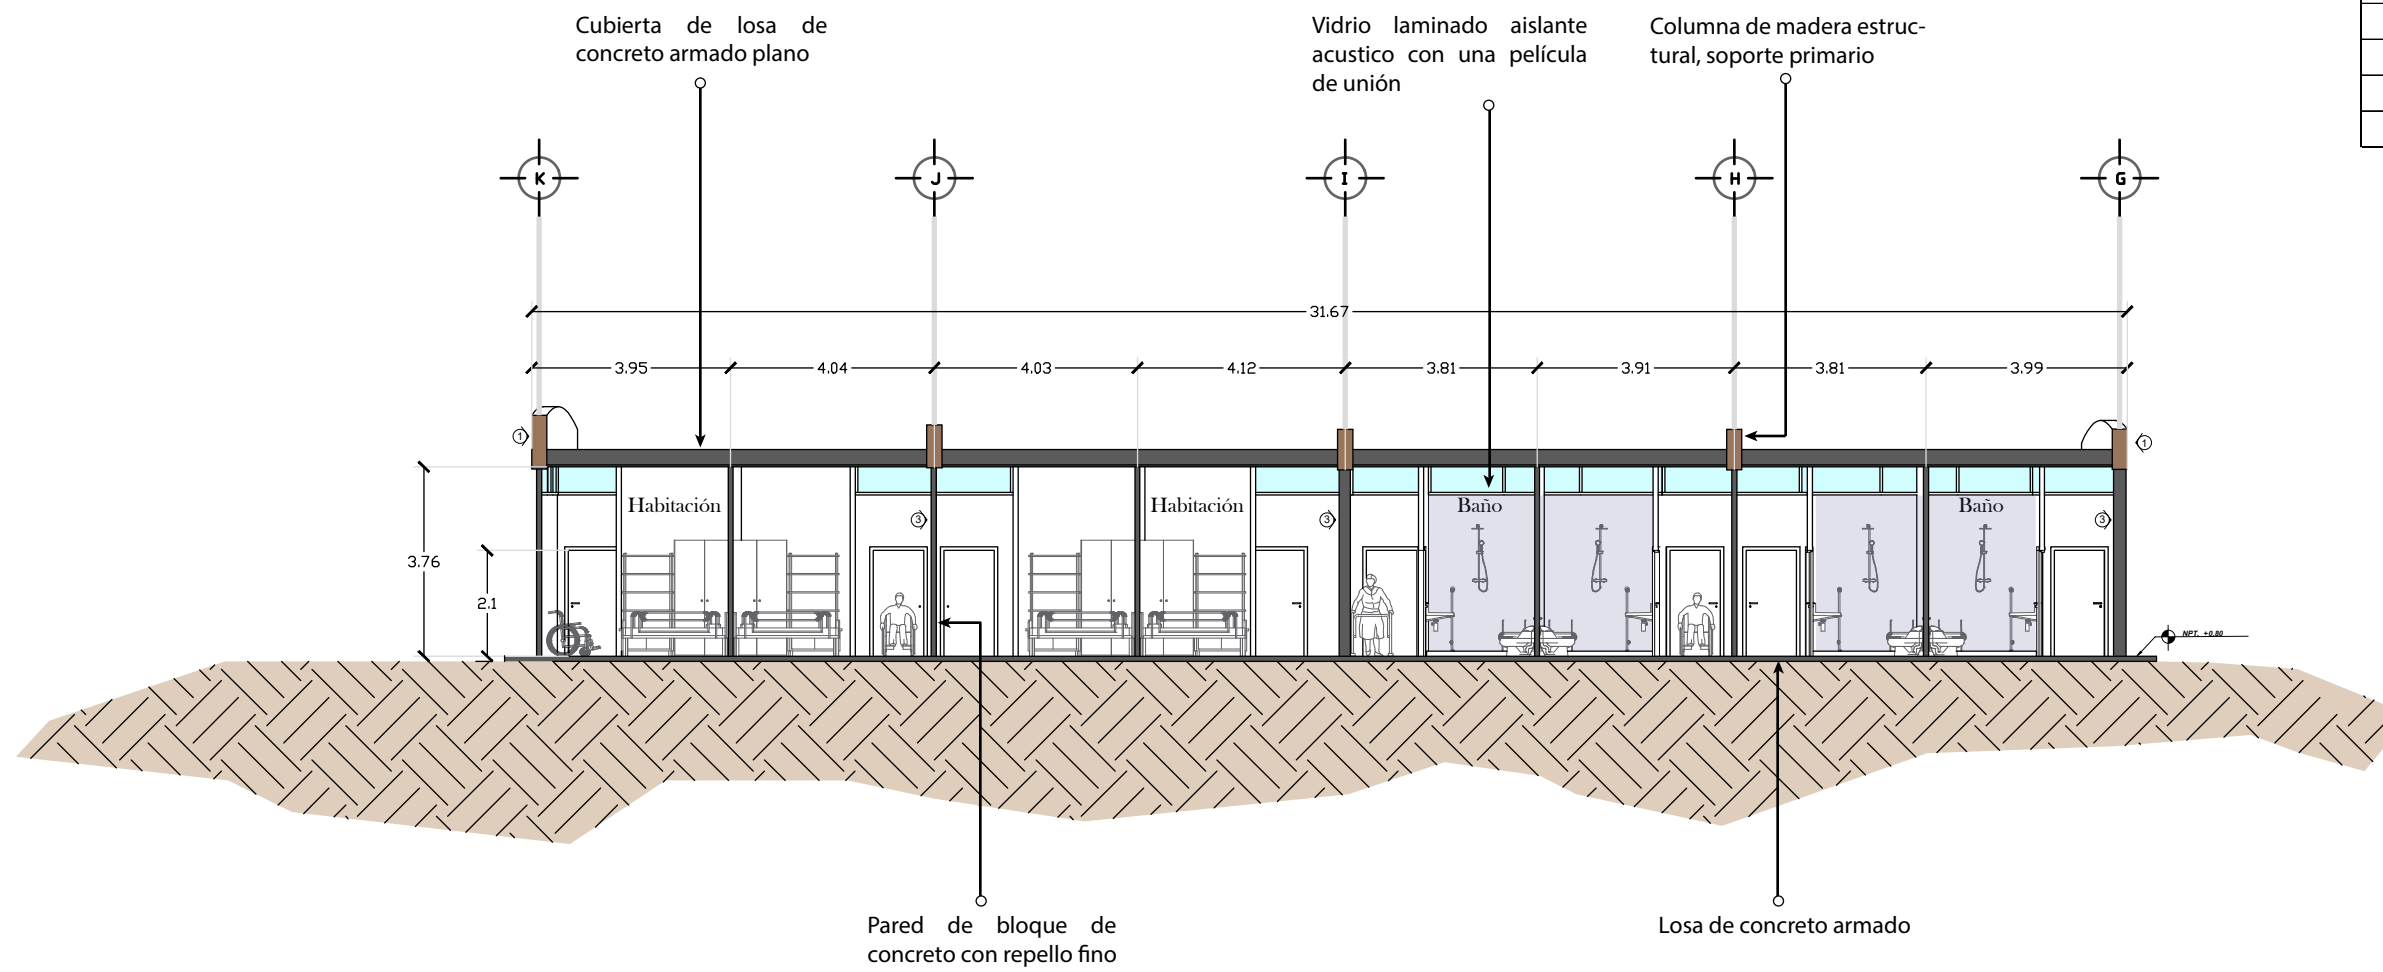 Cubierta de losa de
concreto armado plano
Vidrio laminado aislante
acustico con una película
de unión
Columna de madera estruc-
tural, soporte primario
K
J
I
H
G
31.67
3.95
4.04
4.03
4.12
3.81
3.91
3.81
3.99
1
1
Habitación
Habitación
Baño
Baño
3
3
3
3.76
2.1
NPT. +0.80
Pared de bloque de
concreto con repello fino
Losa de concreto armado